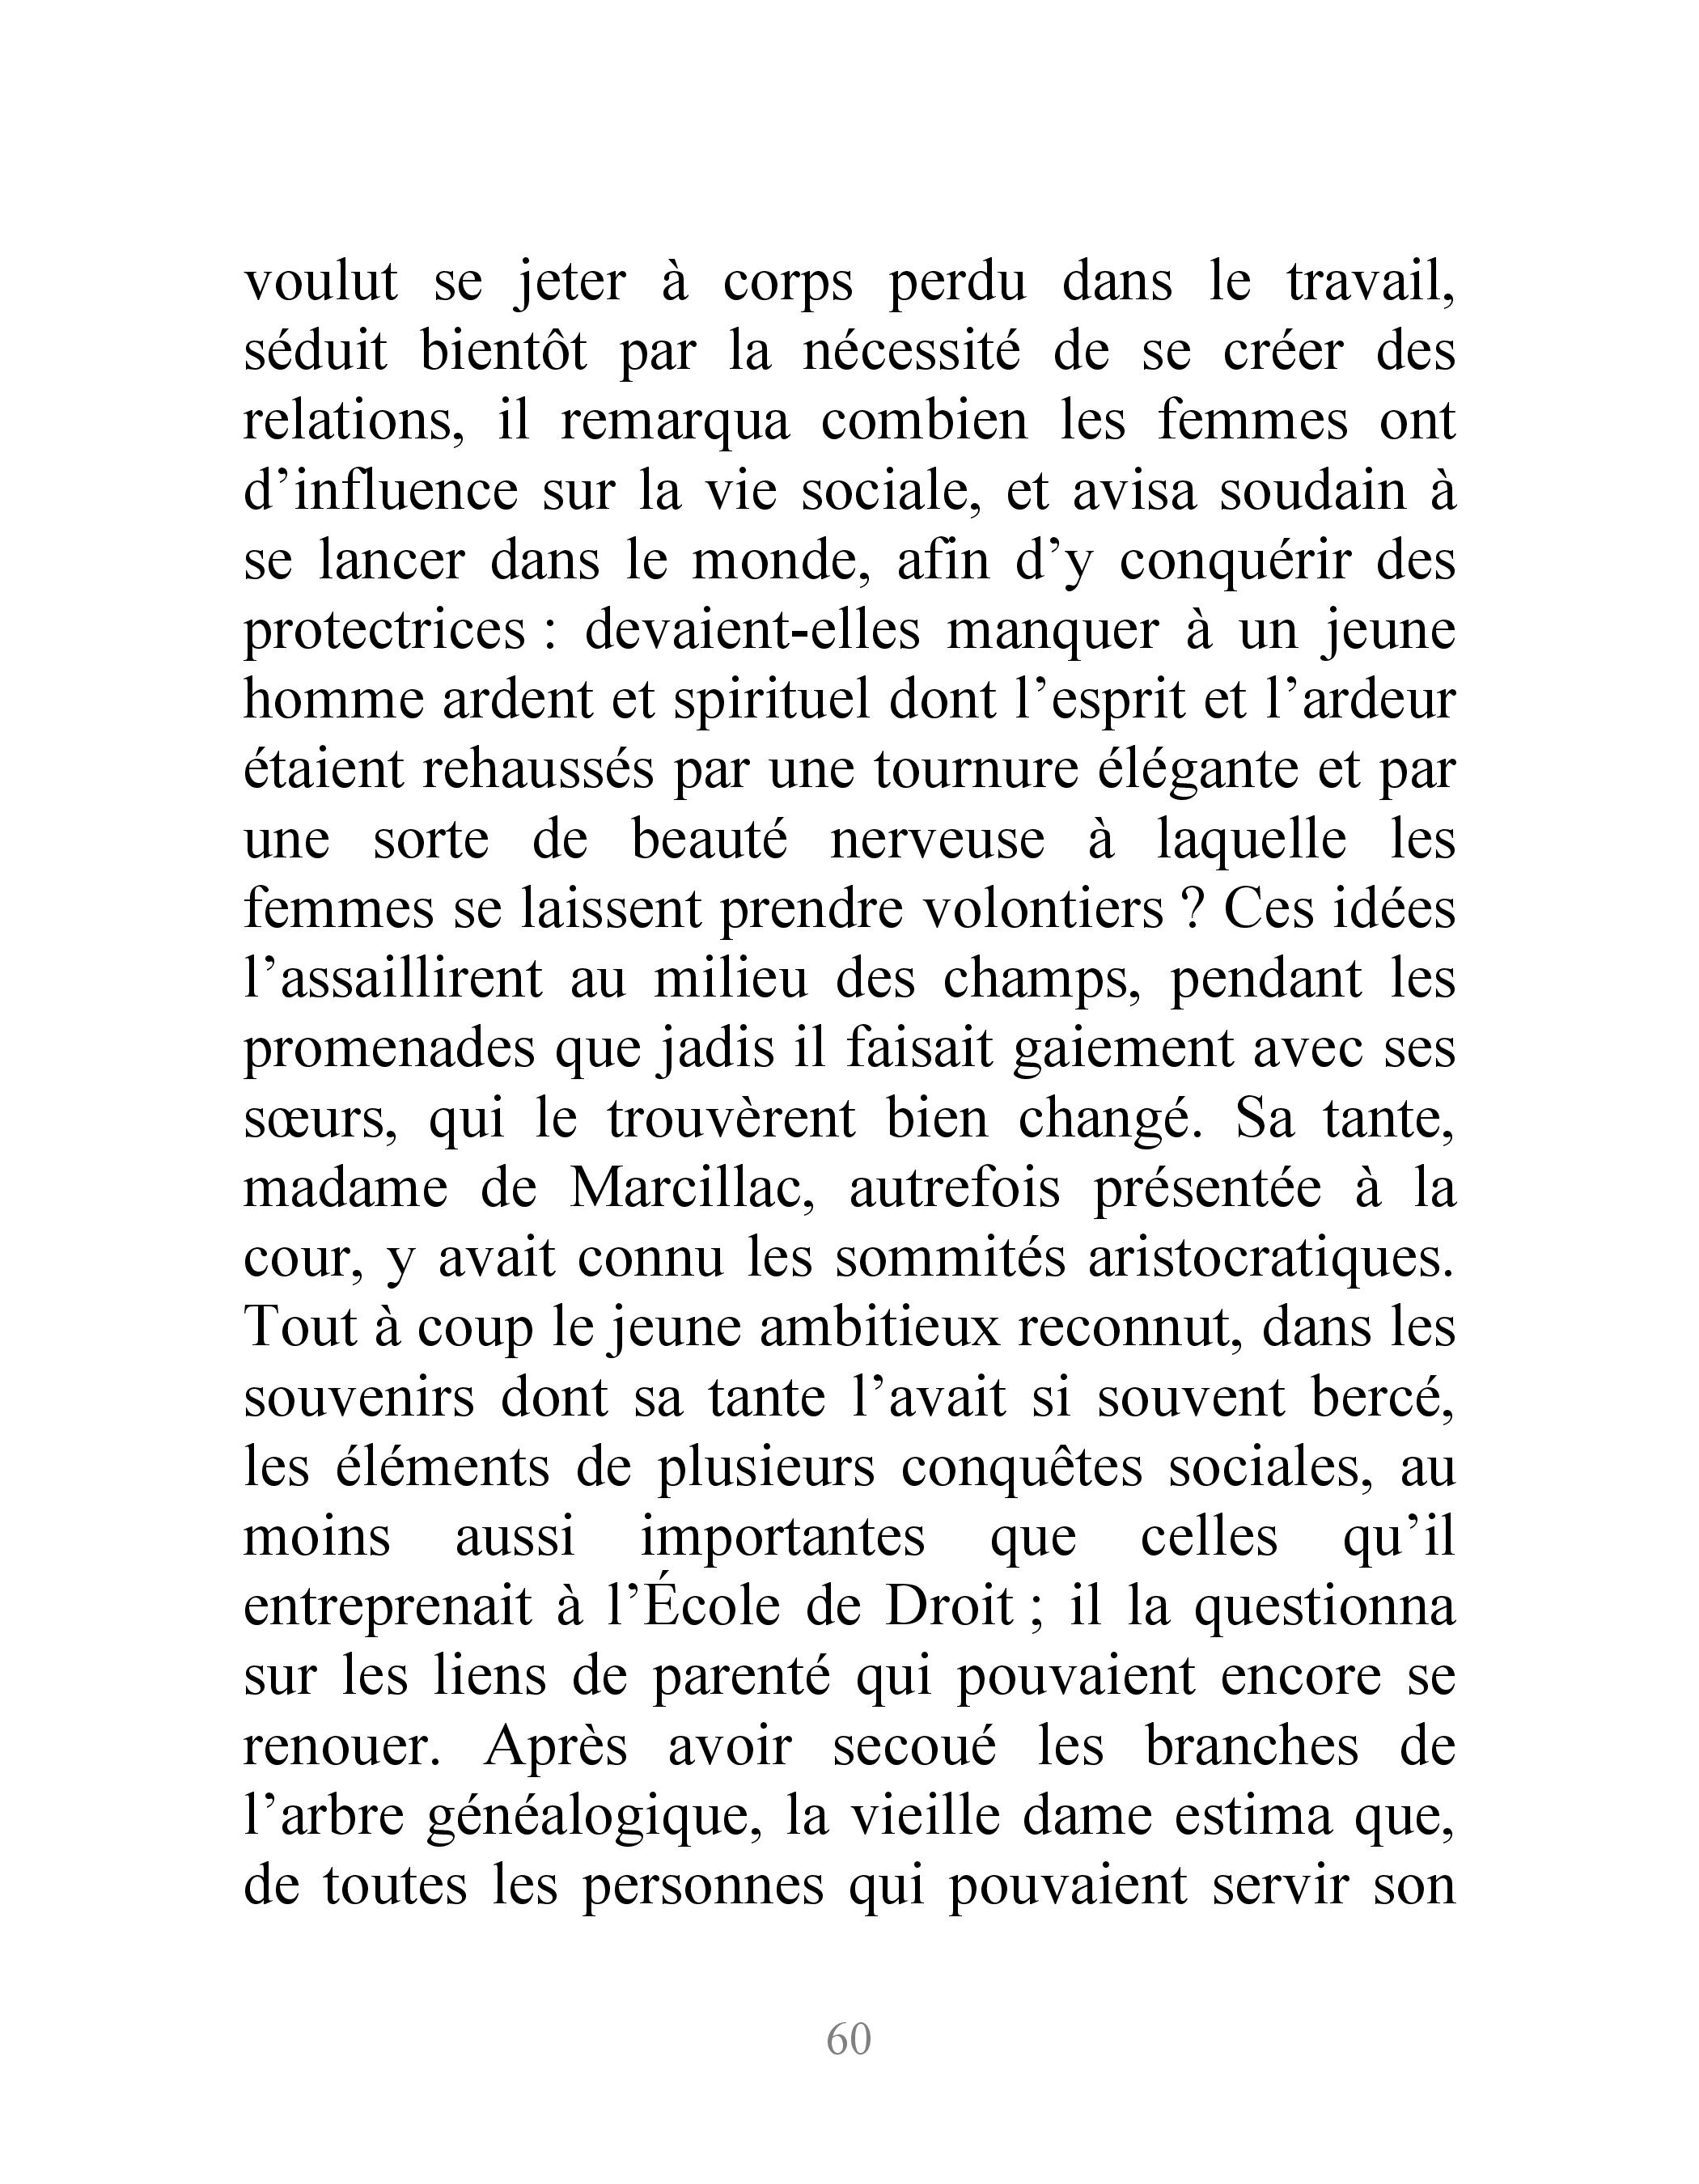 voulut se jeter à corps perdu dans le travail,
séduit bientôt par la nécessité de se créer des
relations, il remarqua combien les femmes ont
d’influence sur la vie sociale, et avisa soudain à
se lancer dans le monde, afin d’y conquérir des
protectrices : devaient-elles manquer à un jeune
homme ardent et spirituel dont l’esprit et l’ardeur
étaient rehaussés par une tournure élégante et par
une sorte de beauté nerveuse à laquelle les
femmes se laissent prendre volontiers ? Ces idées
l’assaillirent au milieu des champs, pendant les
promenades que jadis il faisait gaiement avec ses
sœurs, qui le trouvèrent bien changé. Sa tante,
madame de Marcillac, autrefois présentée à la
cour, y avait connu les sommités aristocratiques.
Tout à coup le jeune ambitieux reconnut, dans les
souvenirs dont sa tante l’avait si souvent bercé,
les éléments de plusieurs conquêtes sociales, au
moins aussi importantes que celles qu’il
entreprenait à l’École de Droit ; il la questionna
sur les liens de parenté qui pouvaient encore se
renouer. Après avoir secoué les branches de
l’arbre généalogique, la vieille dame estima que,
de toutes les personnes qui pouvaient servir son
60